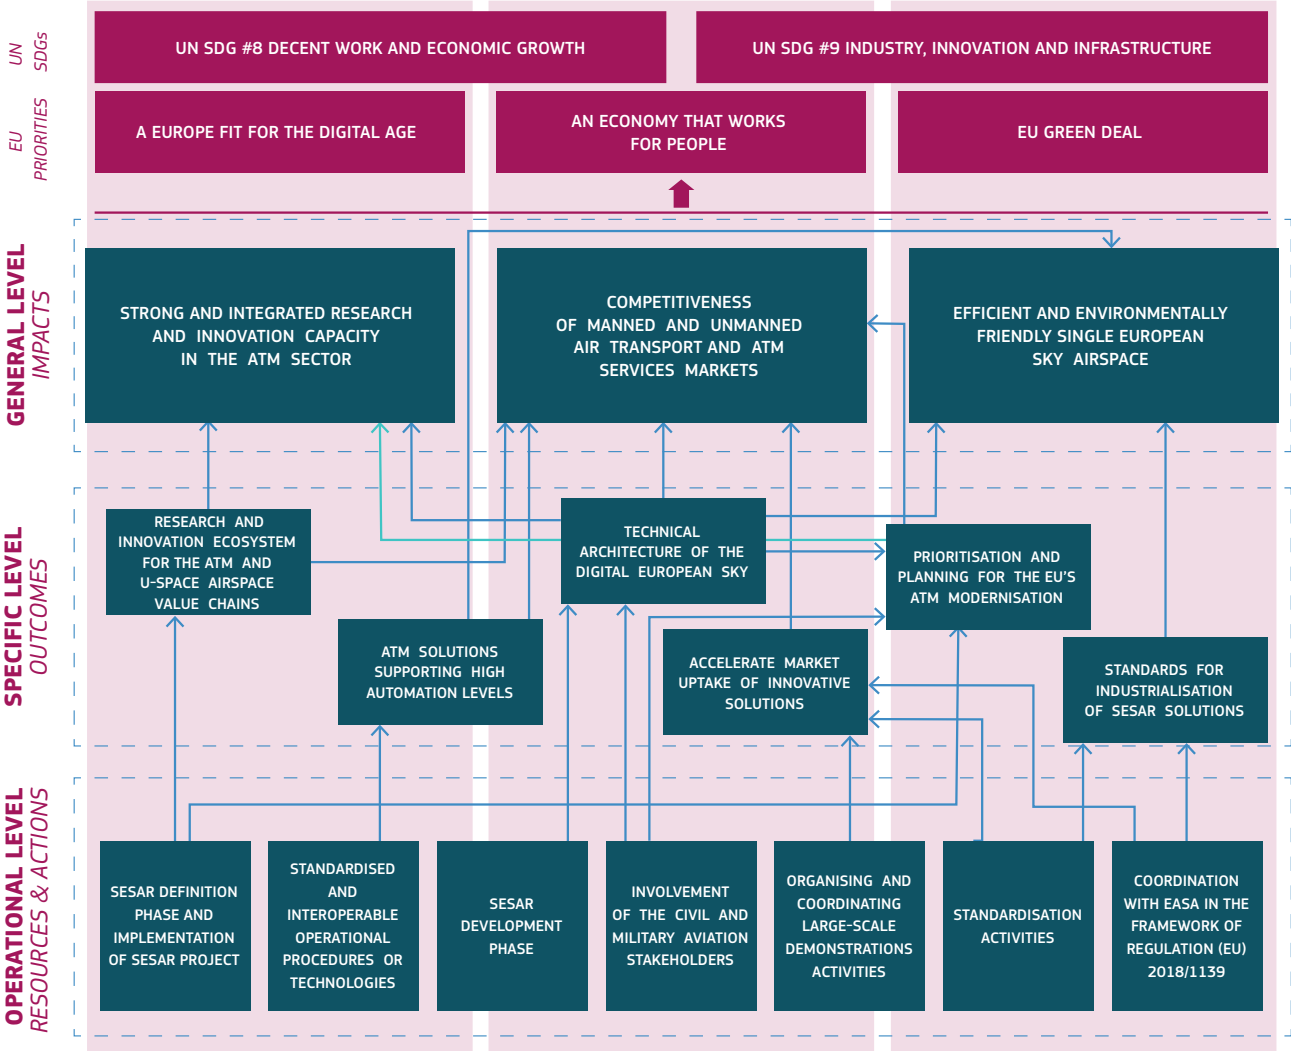 UN
SDGs
UN SDG #8 DECENT WORK AND ECONOMIC GROWTH
UN SDG #9 INDUSTRY, INNOVATION AND INFRASTRUCTURE
EU
PRIORITIES
A EUROPE FIT FOR THE DIGITAL AGE
AN ECONOMY THAT WORKS
FOR PEOPLE
EU GREEN DEAL
GENERAL LEVEL
IMPACTS
STRONG AND INTEGRATED RESEARCH
AND INNOVATION CAPACITY
IN THE ATM SECTOR
COMPETITIVENESS
OF MANNED AND UNMANNED
AIR TRANSPORT AND ATM
SERVICES MARKETS
EFFICIENT AND ENVIRONMENTALLY
FRIENDLY SINGLE EUROPEAN
SKY AIRSPACE
SPECIFIC LEVEL
OUTCOMES
RESEARCH AND
INNOVATION ECOSYSTEM
FOR THE ATM AND
U-SPACE AIRSPACE
VALUE CHAINS
ATM SOLUTIONS
SUPPORTING HIGH
AUTOMATION LEVELS
TECHNICAL
ARCHITECTURE OF THE
DIGITAL EUROPEAN SKY
ACCELERATE MARKET
UPTAKE OF INNOVATIVE
SOLUTIONS
PRIORITISATION AND
PLANNING FOR THE EU'S
ATM MODERNISATION
STANDARDS FOR
INDUSTRIALISATION
OF SESAR SOLUTIONS
OPERATIONAL LEVEL
RESOURCES & ACTIONS
SESAR DEFINITION
PHASE AND
IMPLEMENTATION
OF SESAR PROJECT
STANDARDISED
AND
INTEROPERABLE
OPERATIONAL
PROCEDURES OR
TECHNOLOGIES
SESAR
DEVELOPMENT
PHASE
INVOLVEMENT
OF THE CIVIL AND
MILITARY AVIATION
STAKEHOLDERS
ORGANISING AND
COORDINATING
LARGE-SCALE
DEMONSTRATIONS
ACTIVITIES
STANDARDISATION
ACTIVITIES
COORDINATION
WITH EASA IN THE
FRAMEWORK OF
REGULATION (EU)
2018/1139